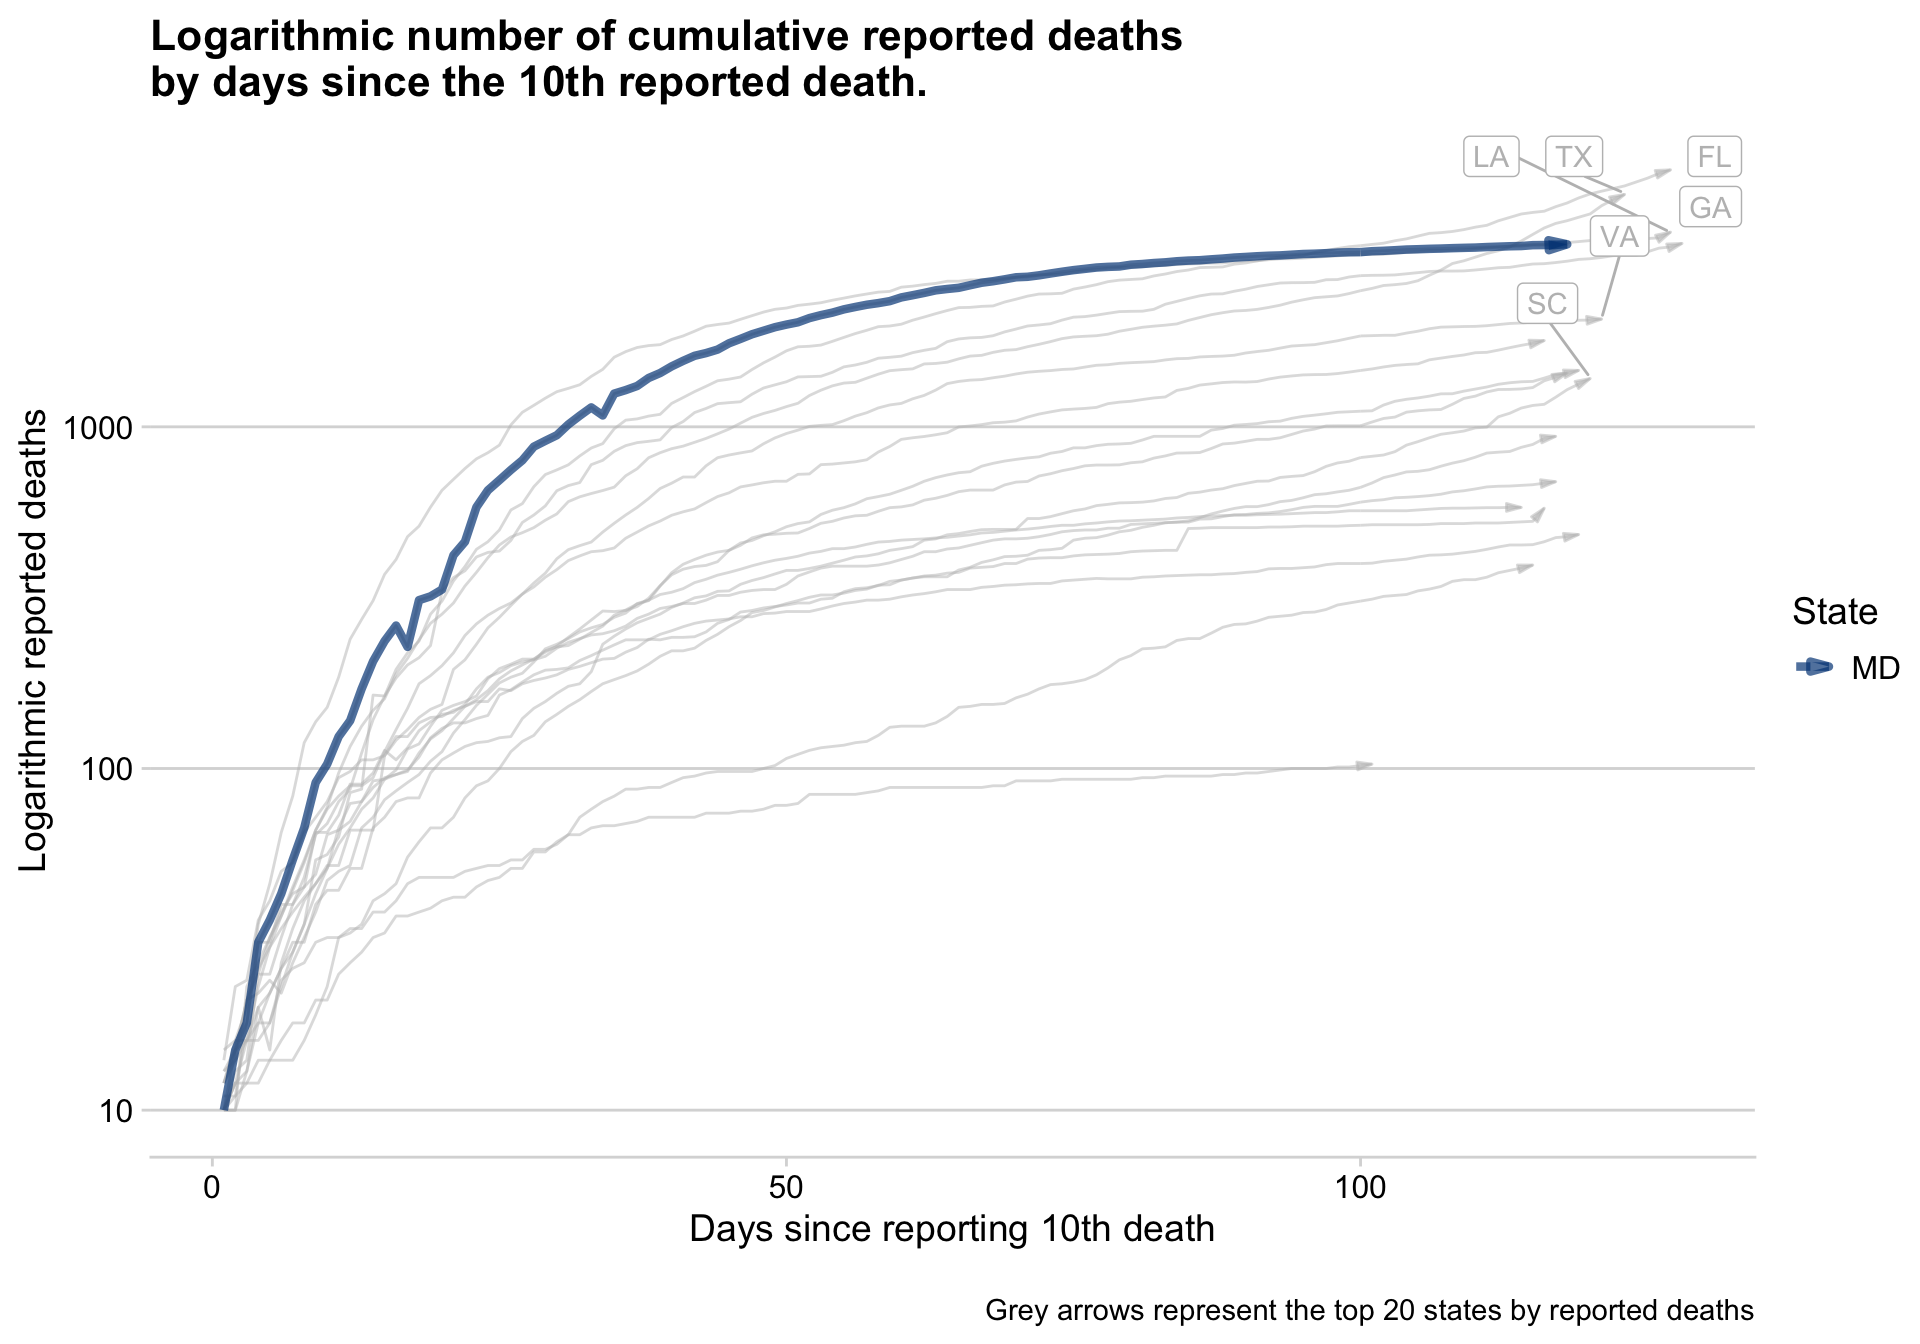 Logarithmic number of cumulative reported deaths
by days since the 10th reported death.
LA
TX
FL
GA
VA
SC
Logarithmic reported deaths
1000
100
10
0
50
100
Days since reporting 10th death
State
MD
Grey arrows represent the top 20 states by reported deaths